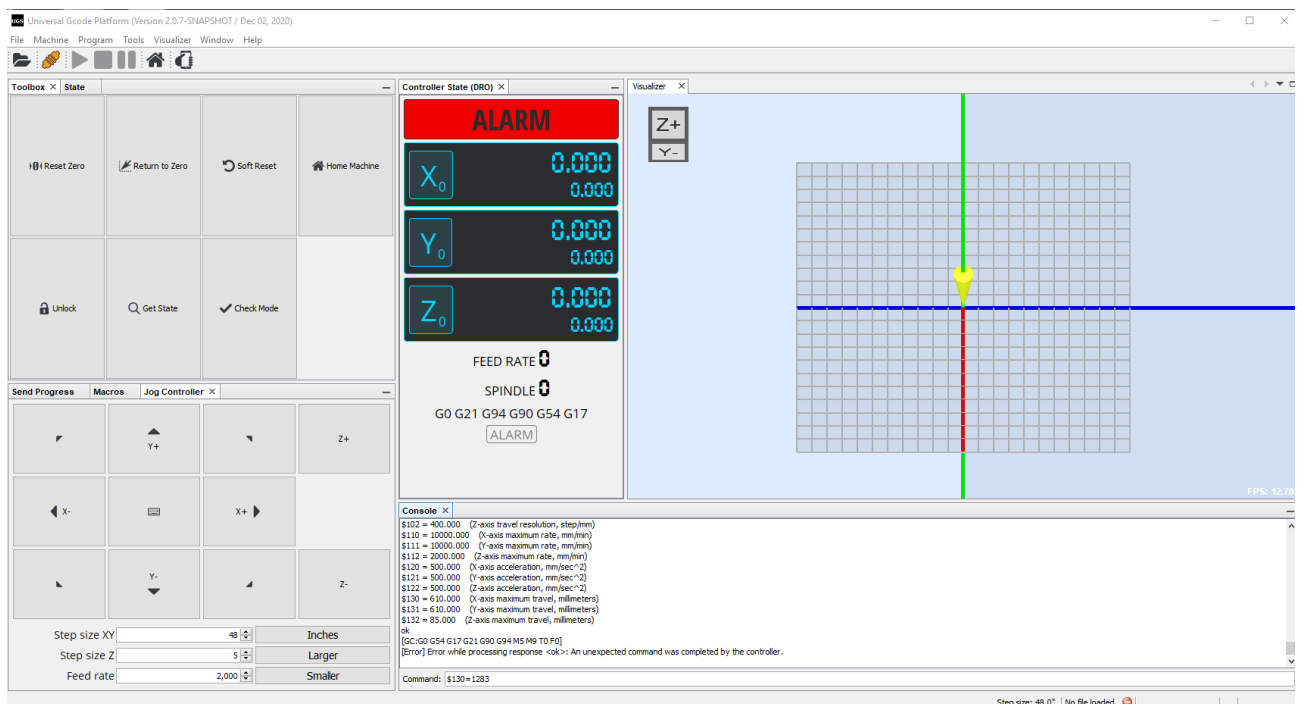 UGS Universal Gcode Platform (Version 2.0.7-SNAPSHOT / Dec 02, 2020)
File Machine Program Tools Visualizer Window Help
Toolbox State
Reset Zero
Return to Zero
Soft Reset
Home Machine
Unlock
Get State
Check Mode
Send Progress Macros Jog Controller
Y+
Z+
X-
X+
Y-
Z-
Step size XY 48 Inches
Step size Z 5 Larger
Feed rate 2,000 Smaller
Controller State (DRO)
ALARM
X0 0.000
0.000
Y0 0.000
0.000
Z0 0.000
0.000
FEED RATE 0
SPINDLE 0
G0 G21 G94 G90 G54 G17
ALARM
Visualizer
Z+
Y-
FPS: 12.70
Console
$102 = 400.000 (Z-axis travel resolution, step/mm)
$110 = 10000.000 (X-axis maximum rate, mm/min)
$111 = 10000.000 (Y-axis maximum rate, mm/min)
$112 = 2000.000 (Z-axis maximum rate, mm/min)
$120 = 500.000 (X-axis acceleration, mm/sec^2)
$121 = 500.000 (Y-axis acceleration, mm/sec^2)
$122 = 500.000 (Z-axis acceleration, mm/sec^2)
$130 = 610.000 (X-axis maximum travel, millimeters)
$131 = 610.000 (Y-axis maximum travel, millimeters)
$132 = 85.000 (Z-axis maximum travel, millimeters)
ok
[GC:G0 G54 G17 G21 G90 G94 M5 M9 T0 F0]
[Error] Error while processing response <ok>: An unexpected command was completed by the controller.
Command: $130=1283
Step size: 48.0" No file loaded